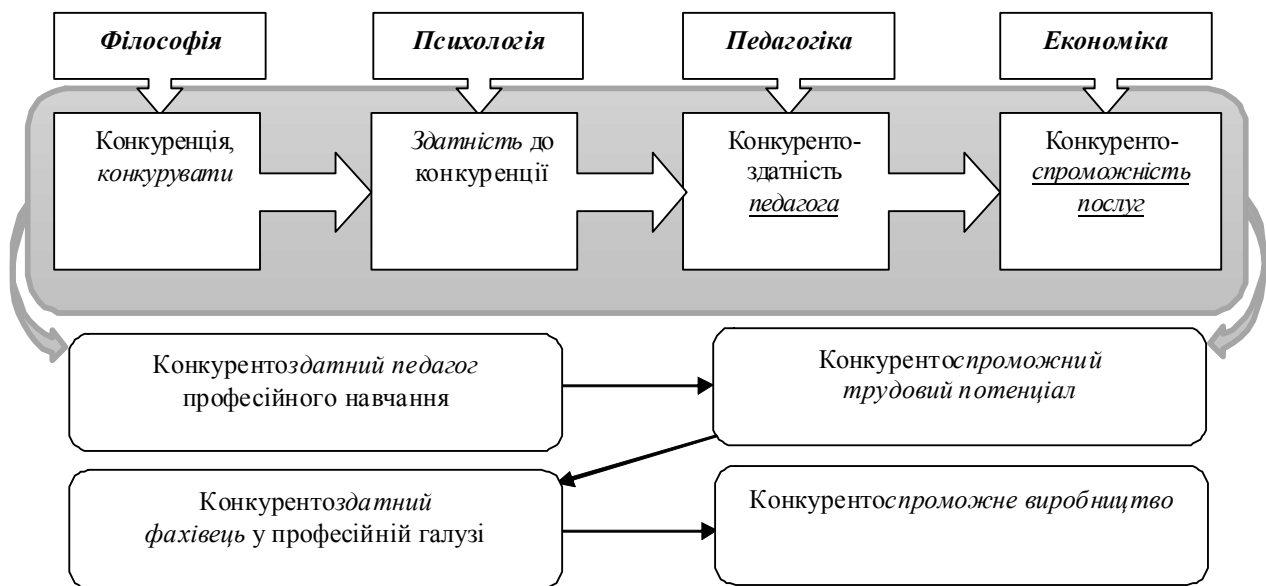 Філософія
Психологія
Педагогіка
Економіка
Конкуренція,
конкурувати
Здатність до
конкуренції
Конкуренто-
здатність
педагога
Конкуренто-
спроможність
послуг
Конкурентоздатний педагог
професійного навчання
Конкурентоспроможний
трудовий потенціал
Конкурентоздатний
фахівець у професійній галузі
Конкурентоспроможне виробництво